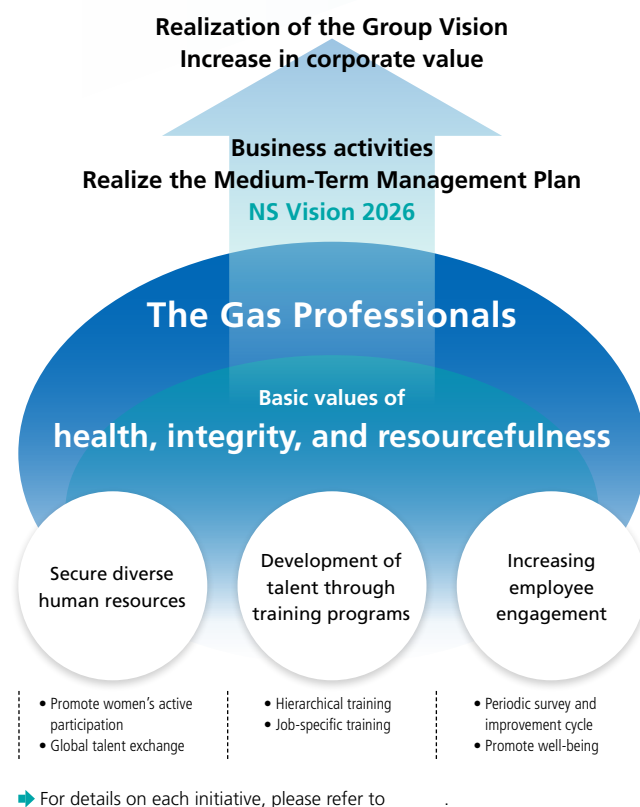 Realization of the Group Vision
Increase in corporate value
Business activities
Realize the Medium-Term Management Plan
NS Vision 2026
The Gas Professionals
Basic values of
health, integrity, and resourcefulness
Secure diverse
human resources
Development of
talent through
training programs
Increasing
employee
engagement
• Promote women’s active
participation
• Global talent exchange
• Hierarchical training
• Job-specific training
• Periodic survey and
improvement cycle
• Promote well-being
For details on each initiative, please refer to .